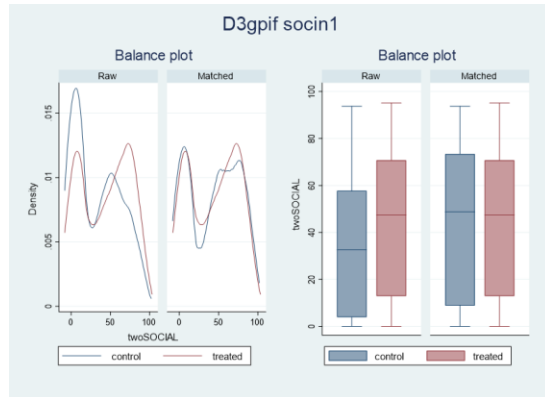 D3gpif socin1
Balance plot
Raw
Matched
Density
0
.005
.01
.015
0
50
100
0
50
100
twoSOCIAL
control
treated
Balance plot
Raw
Matched
twoSOCIAL
0
20
40
60
80
100
control
treated